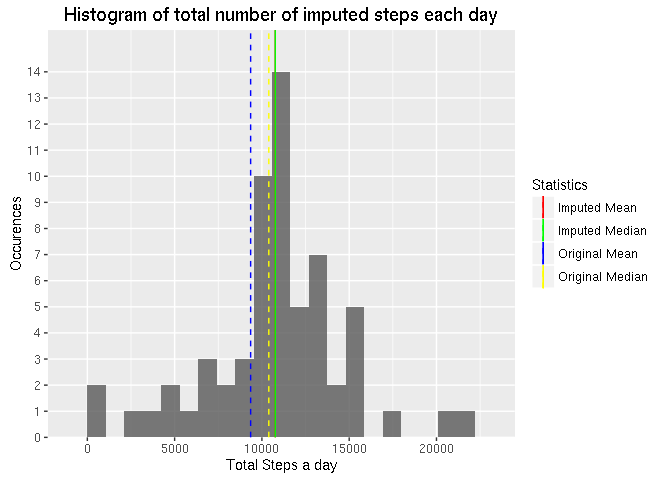 Histogram of total number of imputed steps each day
Occurences
14
13
12
11
10
9
8
7
6
5
4
3
2
1
0
0 5000 10000 15000 20000
Total Steps a day
Statistics
Imputed Mean
Imputed Median
Original Mean
Original Median